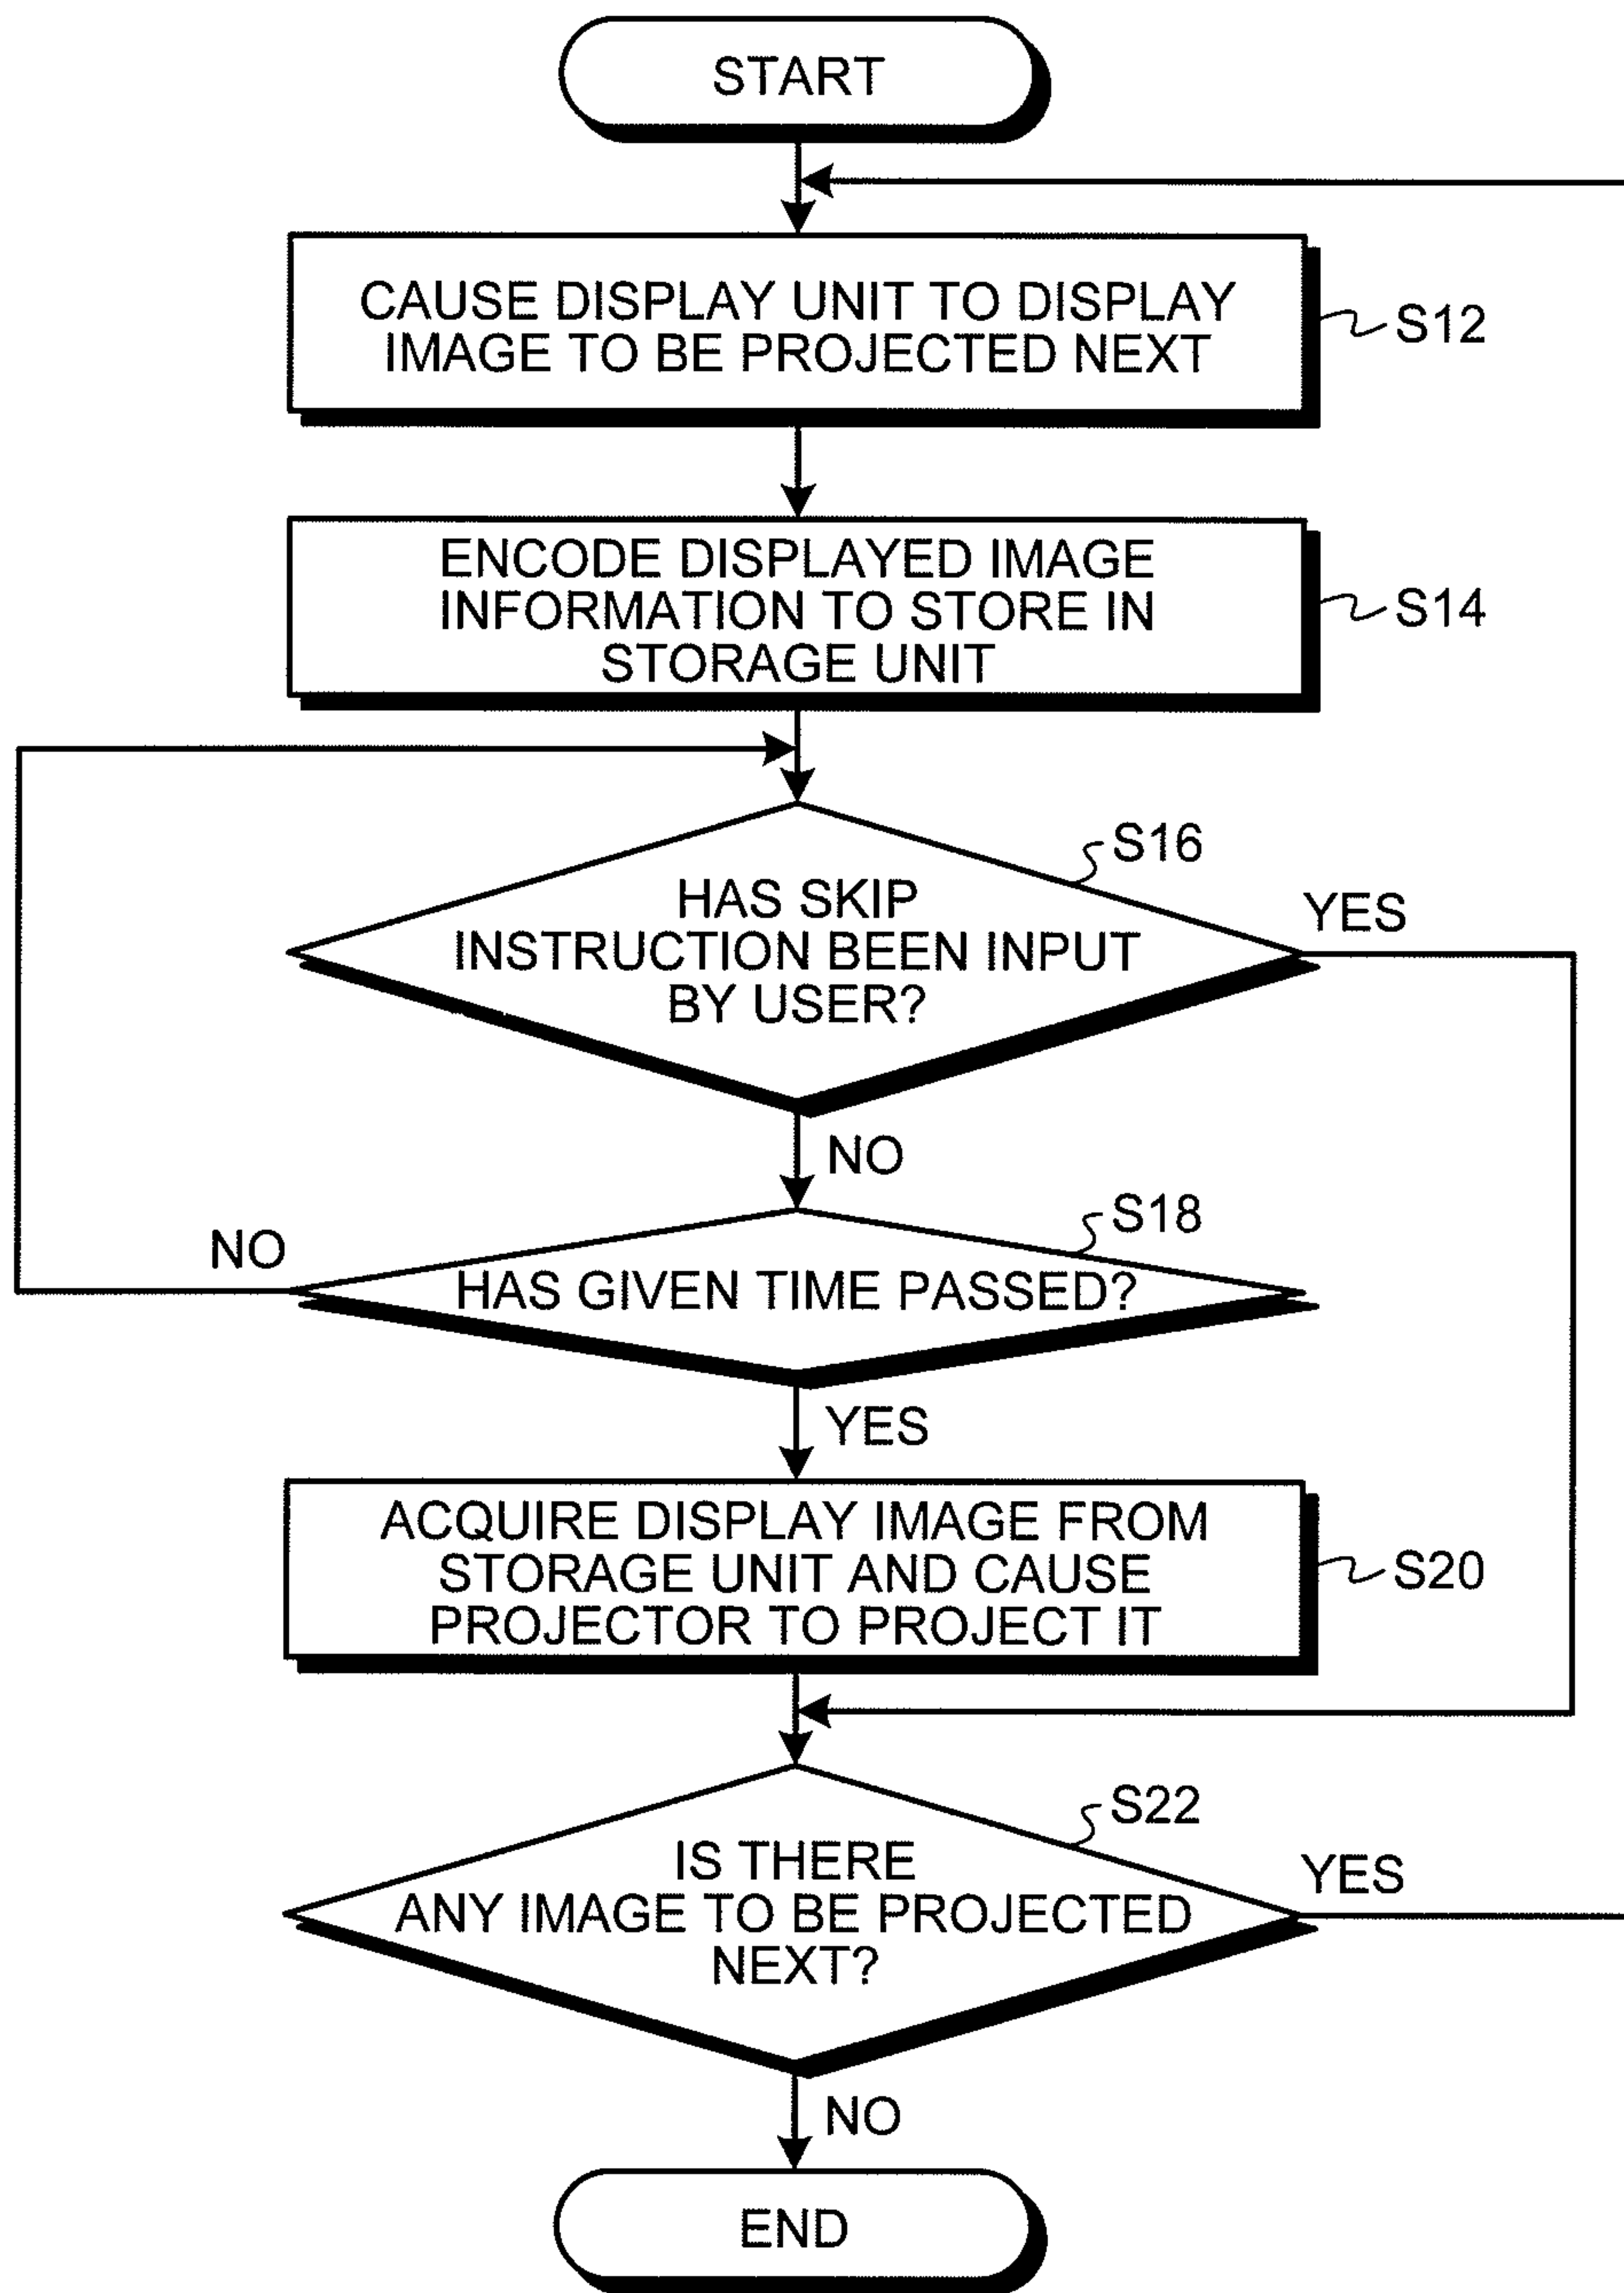 START
CAUSE DISPLAY UNIT TO DISPLAY
IMAGE TO BE PROJECTED NEXT
S12
ENCODE DISPLAYED IMAGE
INFORMATION TO STORE IN
STORAGE UNIT
S14
S16
HAS SKIP
INSTRUCTION BEEN INPUT
BY USER?
YES
NO
S18
NO
HAS GIVEN TIME PASSED?
YES
ACQUIRE DISPLAY IMAGE FROM
STORAGE UNIT AND CAUSE
PROJECTOR TO PROJECT IT
S20
S22
IS THERE
ANY IMAGE TO BE PROJECTED
NEXT?
YES
NO
END